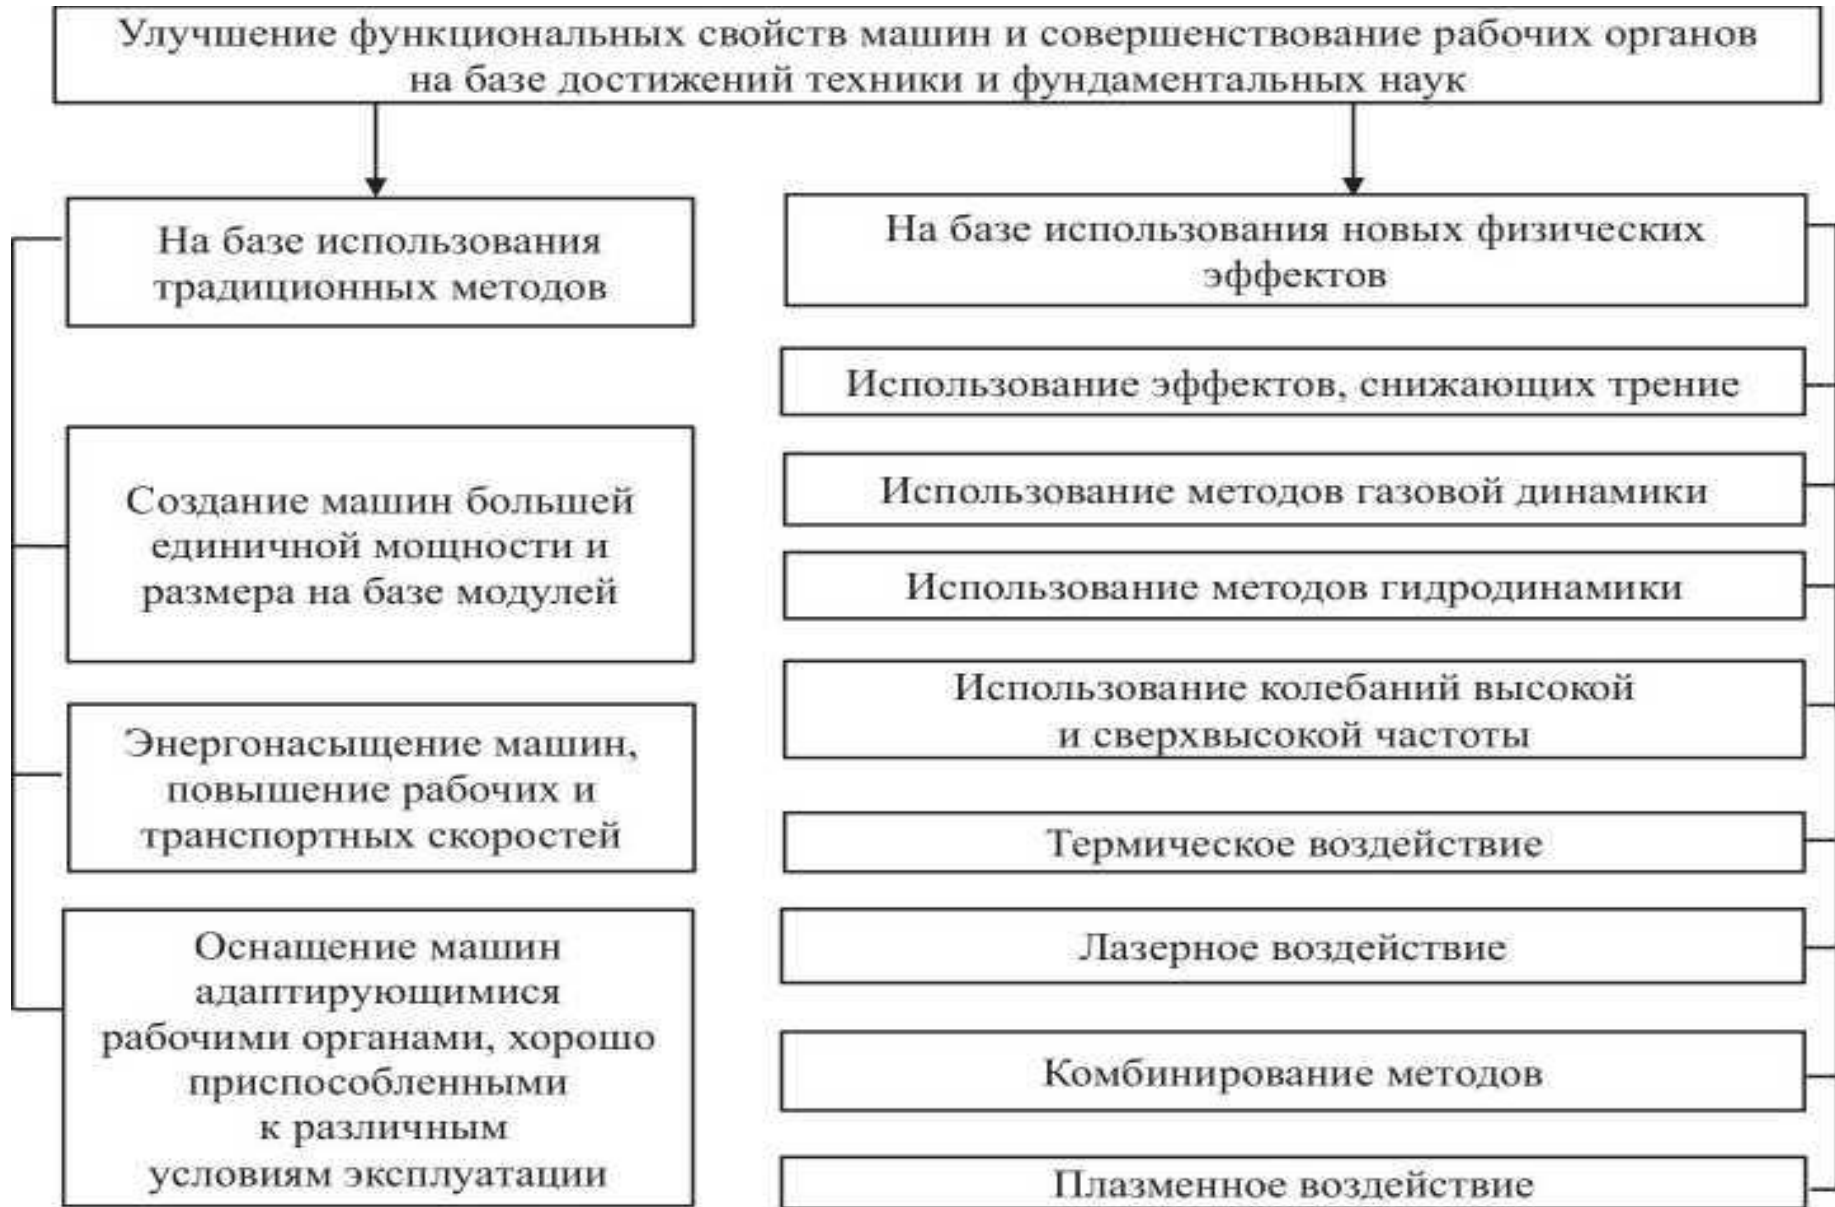 Улучшение функциональных свойств машин и совершенствование рабочих органов
на базе достижений техники и фундаментальных наук
На базе использования
традиционных методов
Создание машин большей
единичной мощности и
размера на базе модулей
Энергонасыщение машин,
повышение рабочих и
транспортных скоростей
Оснащение машин
адаптирующимися
рабочими органами, хорошо
приспособленными
к различным
условиям эксплуатации
На базе использования новых физических
эффектов
Использование эффектов, снижающих трение
Использование методов газовой динамики
Использование методов гидродинамики
Использование колебаний высокой
и сверхвысокой частоты
Термическое воздействие
Лазерное воздействие
Комбинирование методов
Плазменное воздействие